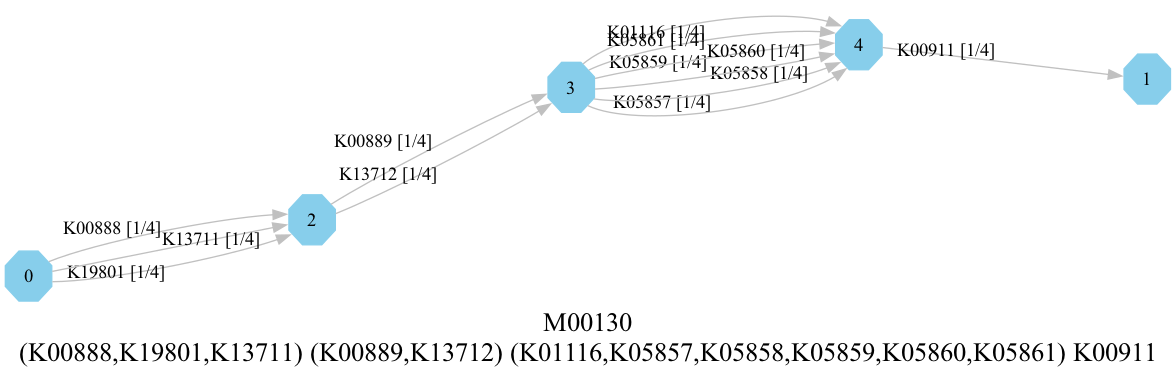 K01116 [1/4]
K05861 [1/4]
K05860 [1/4]
K05859 [1/4]
K05858 [1/4]
K05857 [1/4]
4
K00911 [1/4]
1
3
K00889 [1/4]
K13712 [1/4]
2
K00888 [1/4]
K13711 [1/4]
K19801 [1/4]
0
M00130
(K00888,K19801,K13711) (K00889,K13712) (K01116,K05857,K05858,K05859,K05860,K05861) K00911